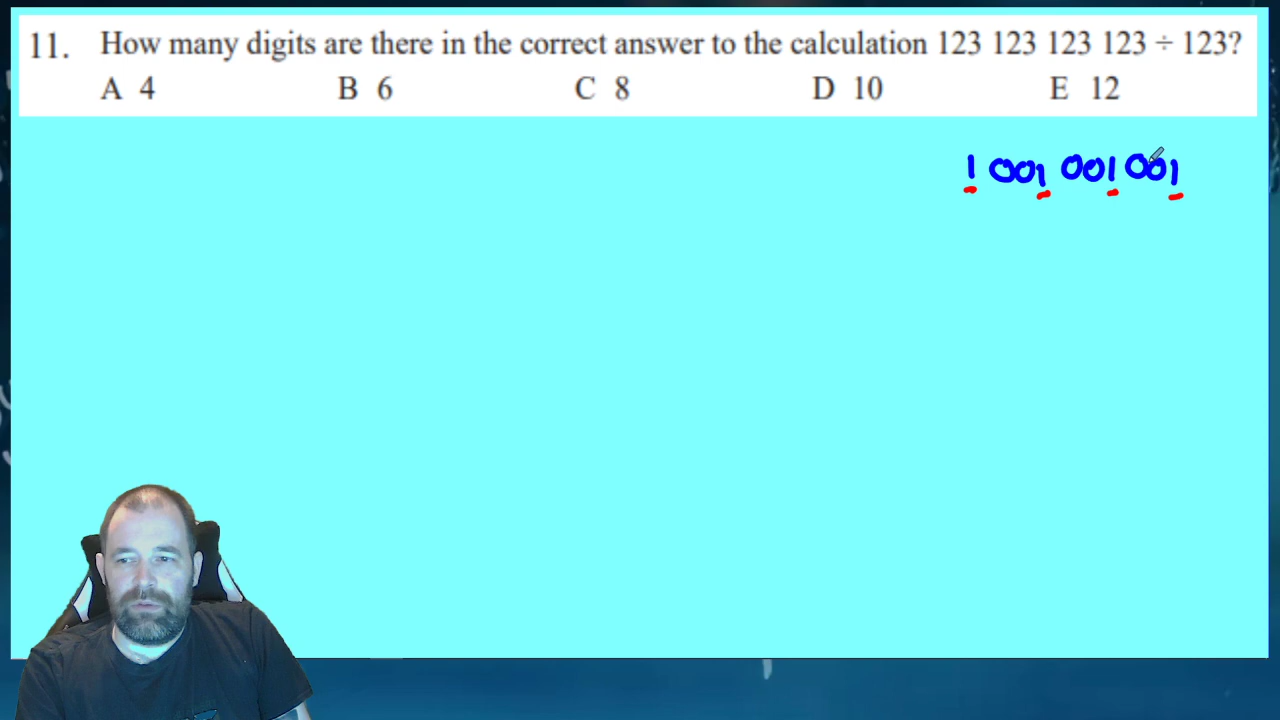 11. How many digits are there in the correct answer to the calculation 123 123 123 123 ÷ 123?
A 4 B 6 C 8 D 10 E 12
1 001 001 001